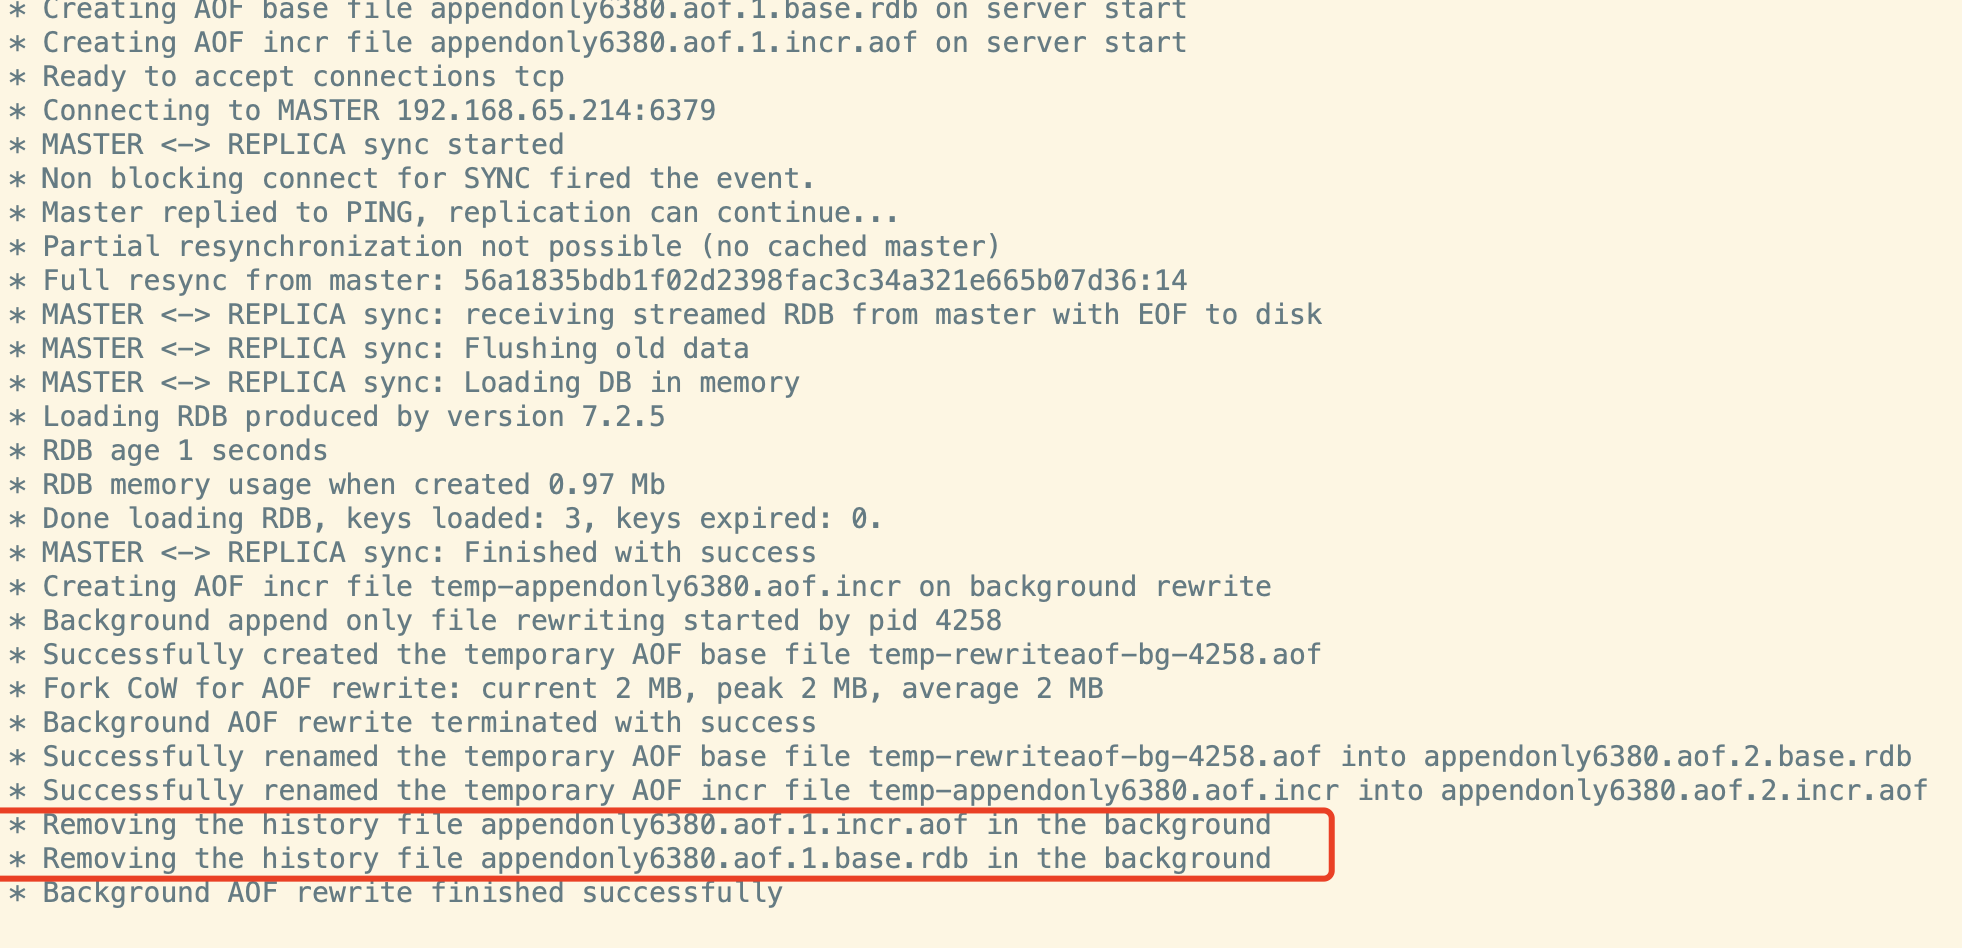 * Creating AOF base file appendonly6380.aof.1.base.rdb on server start
* Creating AOF incr file appendonly6380.aof.1.incr.aof on server start
* Ready to accept connections tcp
* Connecting to MASTER 192.168.65.214:6379
* MASTER <-> REPLICA sync started
* Non blocking connect for SYNC fired the event.
* Master replied to PING, replication can continue...
* Partial resynchronization not possible (no cached master)
* Full resync from master: 56a1835bdb1f02d2398fac3c34a321e665b07d36:14
* MASTER <-> REPLICA sync: receiving streamed RDB from master with EOF to disk
* MASTER <-> REPLICA sync: Flushing old data
* MASTER <-> REPLICA sync: Loading DB in memory
* Loading RDB produced by version 7.2.5
* RDB age 1 seconds
* RDB memory usage when created 0.97 Mb
* Done loading RDB, keys loaded: 3, keys expired: 0.
* MASTER <-> REPLICA sync: Finished with success
* Creating AOF incr file temp-appendonly6380.aof.incr on background rewrite
* Background append only file rewriting started by pid 4258
* Successfully created the temporary AOF base file temp-rewriteaof-bg-4258.aof
* Fork CoW for AOF rewrite: current 2 MB, peak 2 MB, average 2 MB
* Background AOF rewrite terminated with success
* Successfully renamed the temporary AOF base file temp-rewriteaof-bg-4258.aof into appendonly6380.aof.2.base.rdb
* Successfully renamed the temporary AOF incr file temp-appendonly6380.aof.incr into appendonly6380.aof.2.incr.aof
* Removing the history file appendonly6380.aof.1.incr.aof in the background
* Removing the history file appendonly6380.aof.1.base.rdb in the background
* Background AOF rewrite finished successfully